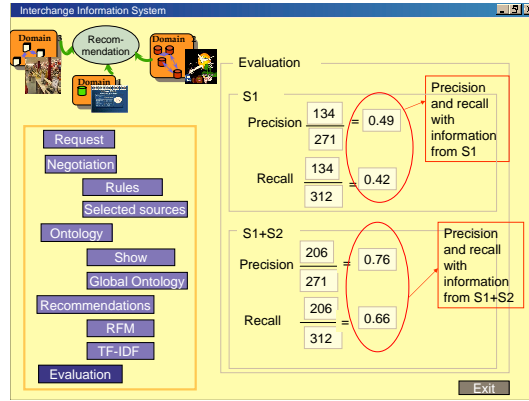 Interchange Information System
Domain 3
Recom-
mendation
Domain 2
Domain 1
Request
Negotiation
Rules
Selected sources
Ontology
Show
Global Ontology
Recommendations
RFM
TF-IDF
Evaluation
Evaluation
S1
Precision 134 / 271 = 0.49
Recall 134 / 312 = 0.42
Precision
and recall
with
information
from S1
S1+S2
Precision 206 / 271 = 0.76
Recall 206 / 312 = 0.66
Precision
and recall
with
information
from S1+S2
Exit